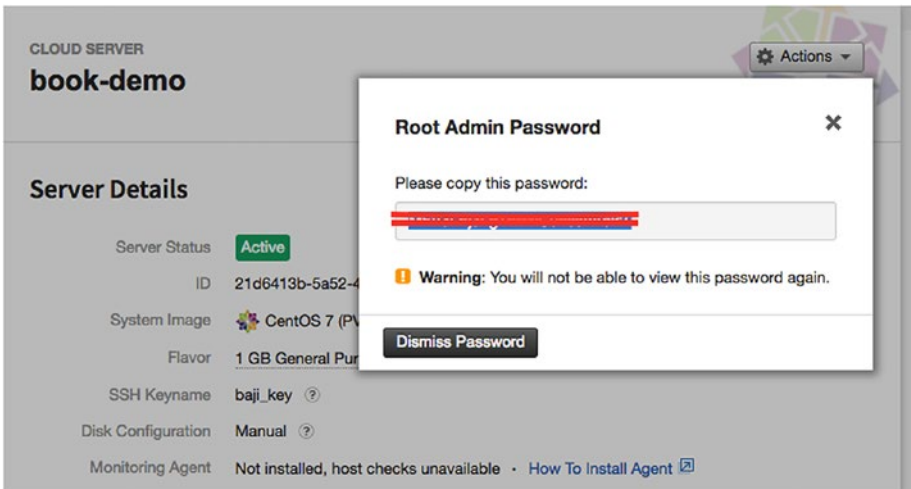 CLOUD SERVER
book-demo
Actions
Root Admin Password
Please copy this password:
Warning: You will not be able to view this password again.
Dismiss Password
Server Details
Server Status Active
ID 21d6413b-5a52-4
System Image CentOS 7 (PV
Flavor 1 GB General Pur
SSH Keyname baji_key ?
Disk Configuration Manual ?
Monitoring Agent Not installed, host checks unavailable · How To Install Agent